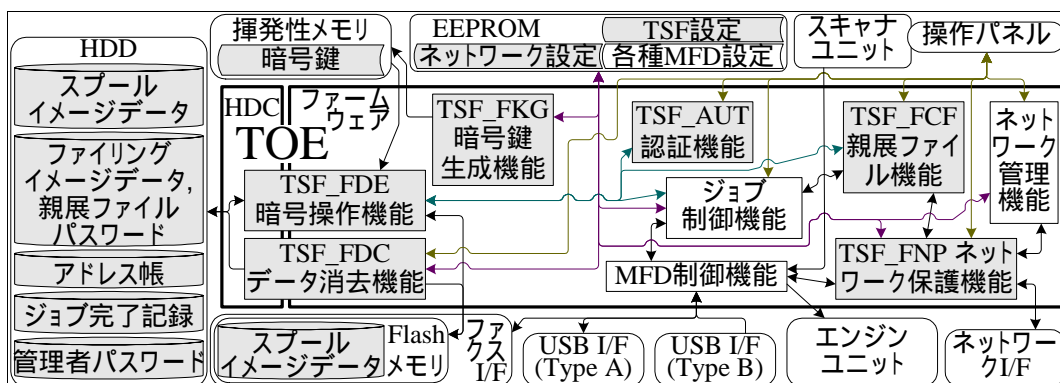 HDD
スプール
イメージデータ
ファイリング
イメージデータ,
親展ファイル
パスワード
アドレス帳
ジョブ完了記録
管理者パスワード
揮発性メモリ
暗号鍵
EEPROM
TSF設定
ネットワーク設定
各種MFD設定
スキャナ
ユニット
操作パネル
HDC
TOE
ファーム
ウェア
TSF_FKG
暗号鍵
生成機能
TSF_AUT
認証機能
TSF_FCF
親展ファイ
ル機能
ネット
ワーク
管理
機能
TSF_FDE
暗号操作機能
ジョブ
制御機能
TSF_FDC
データ消去機能
MFD制御機能
TSF_FNP ネット
ワーク保護機能
スプール
イメージデータ
Flash
メモリ
ファ
クス
I/F
USB I/F
(Type A)
USB I/F
(Type B)
エンジン
ユニット
ネットワー
クI/F